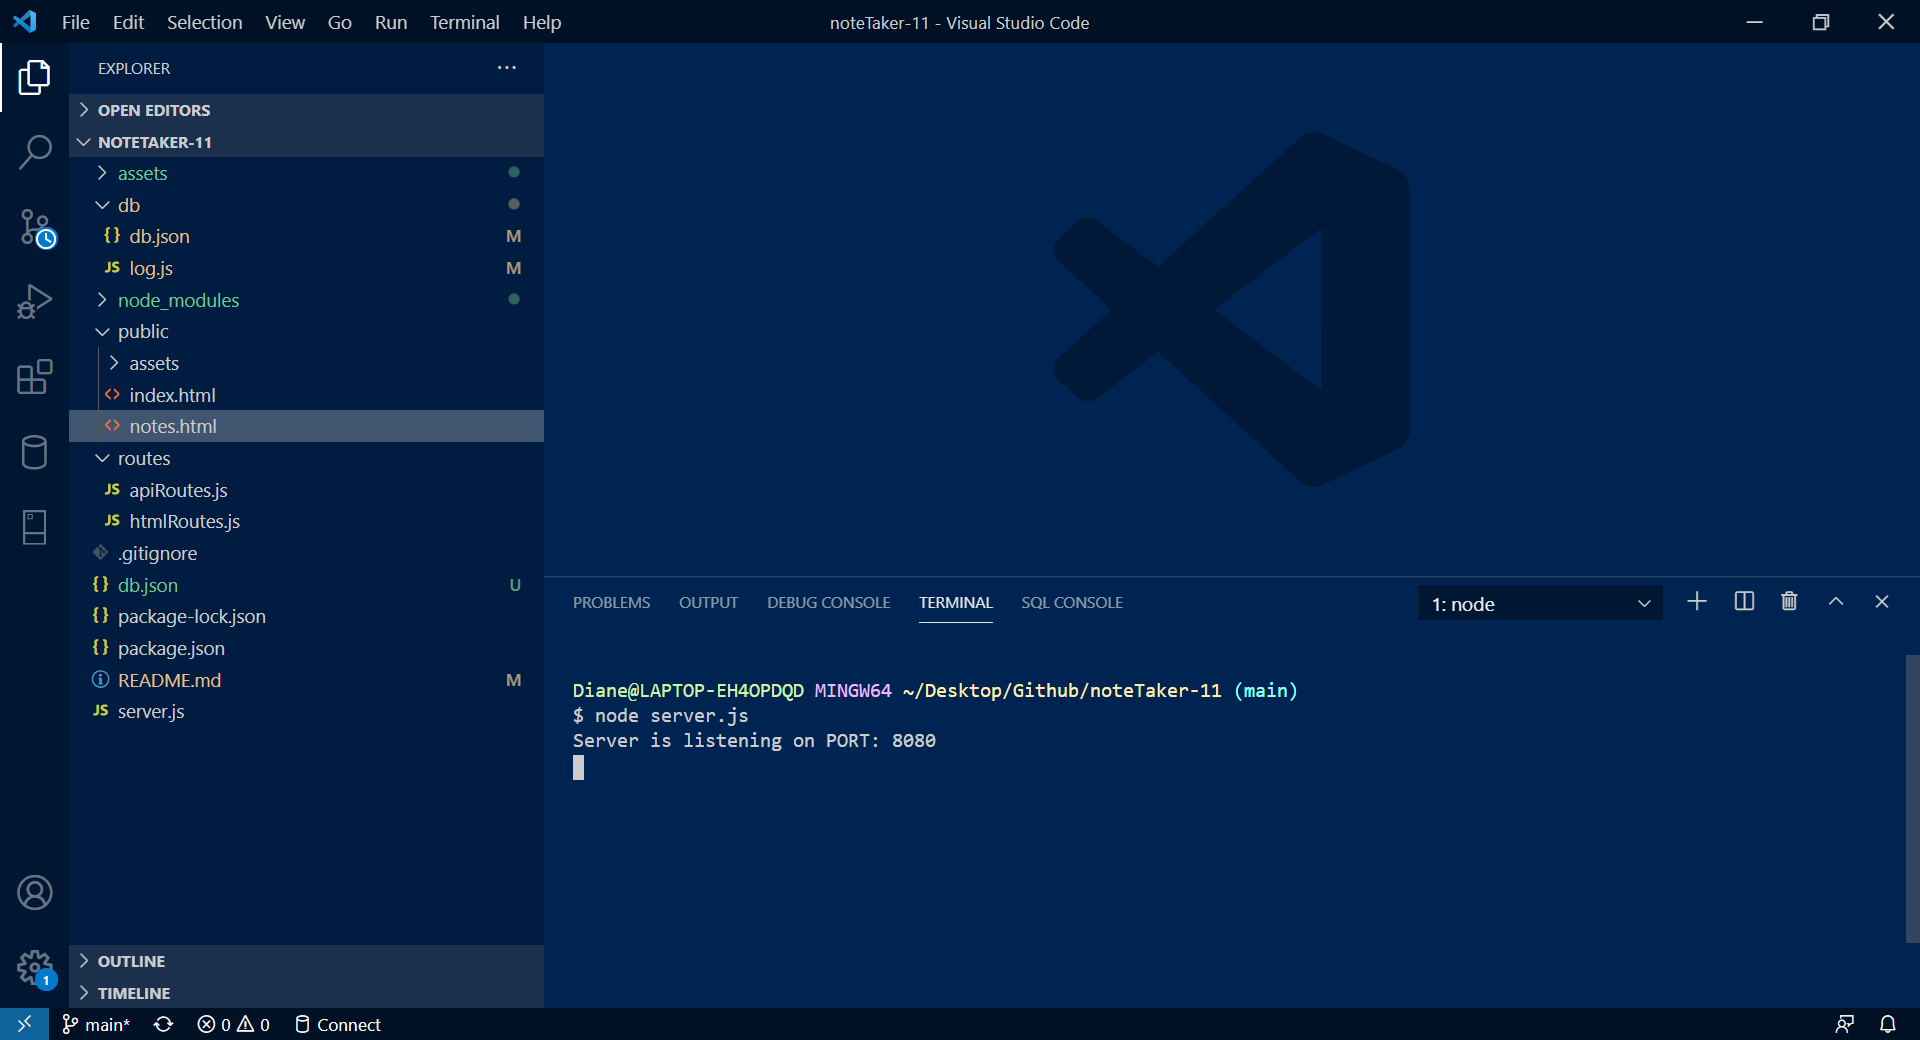 File Edit Selection View Go Run Terminal Help
noteTaker-11 - Visual Studio Code
EXPLORER
OPEN EDITORS
NOTETAKER-11
assets
db
{} db.json M
JS log.js M
node_modules
public
assets
<> index.html
<> notes.html
routes
JS apiRoutes.js
JS htmlRoutes.js
.gitignore
{} db.json U
{} package-lock.json
{} package.json
README.md M
JS server.js
OUTLINE
TIMELINE
PROBLEMS OUTPUT DEBUG CONSOLE TERMINAL SQL CONSOLE
1: node
Diane@LAPTOP-EH4OPDQD MINGW64 ~/Desktop/Github/noteTaker-11 (main)
$ node server.js
Server is listening on PORT: 8080
1
main* 0 0 Connect